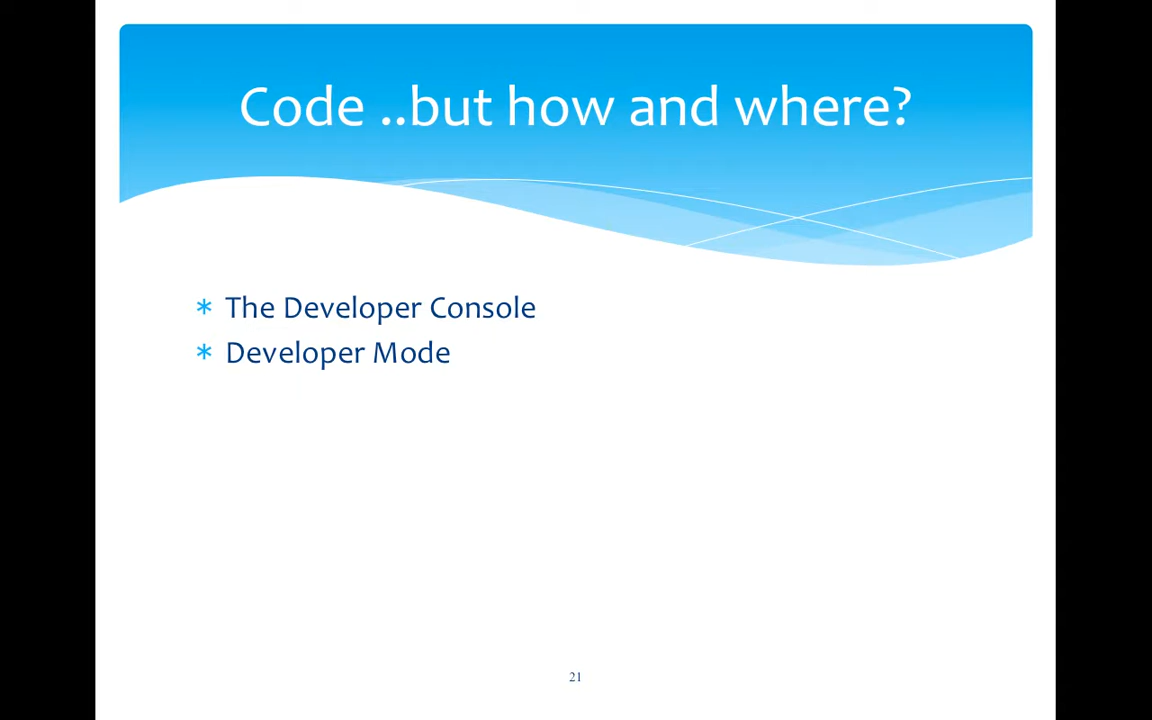 Code ..but how and where?
* The Developer Console
* Developer Mode
21